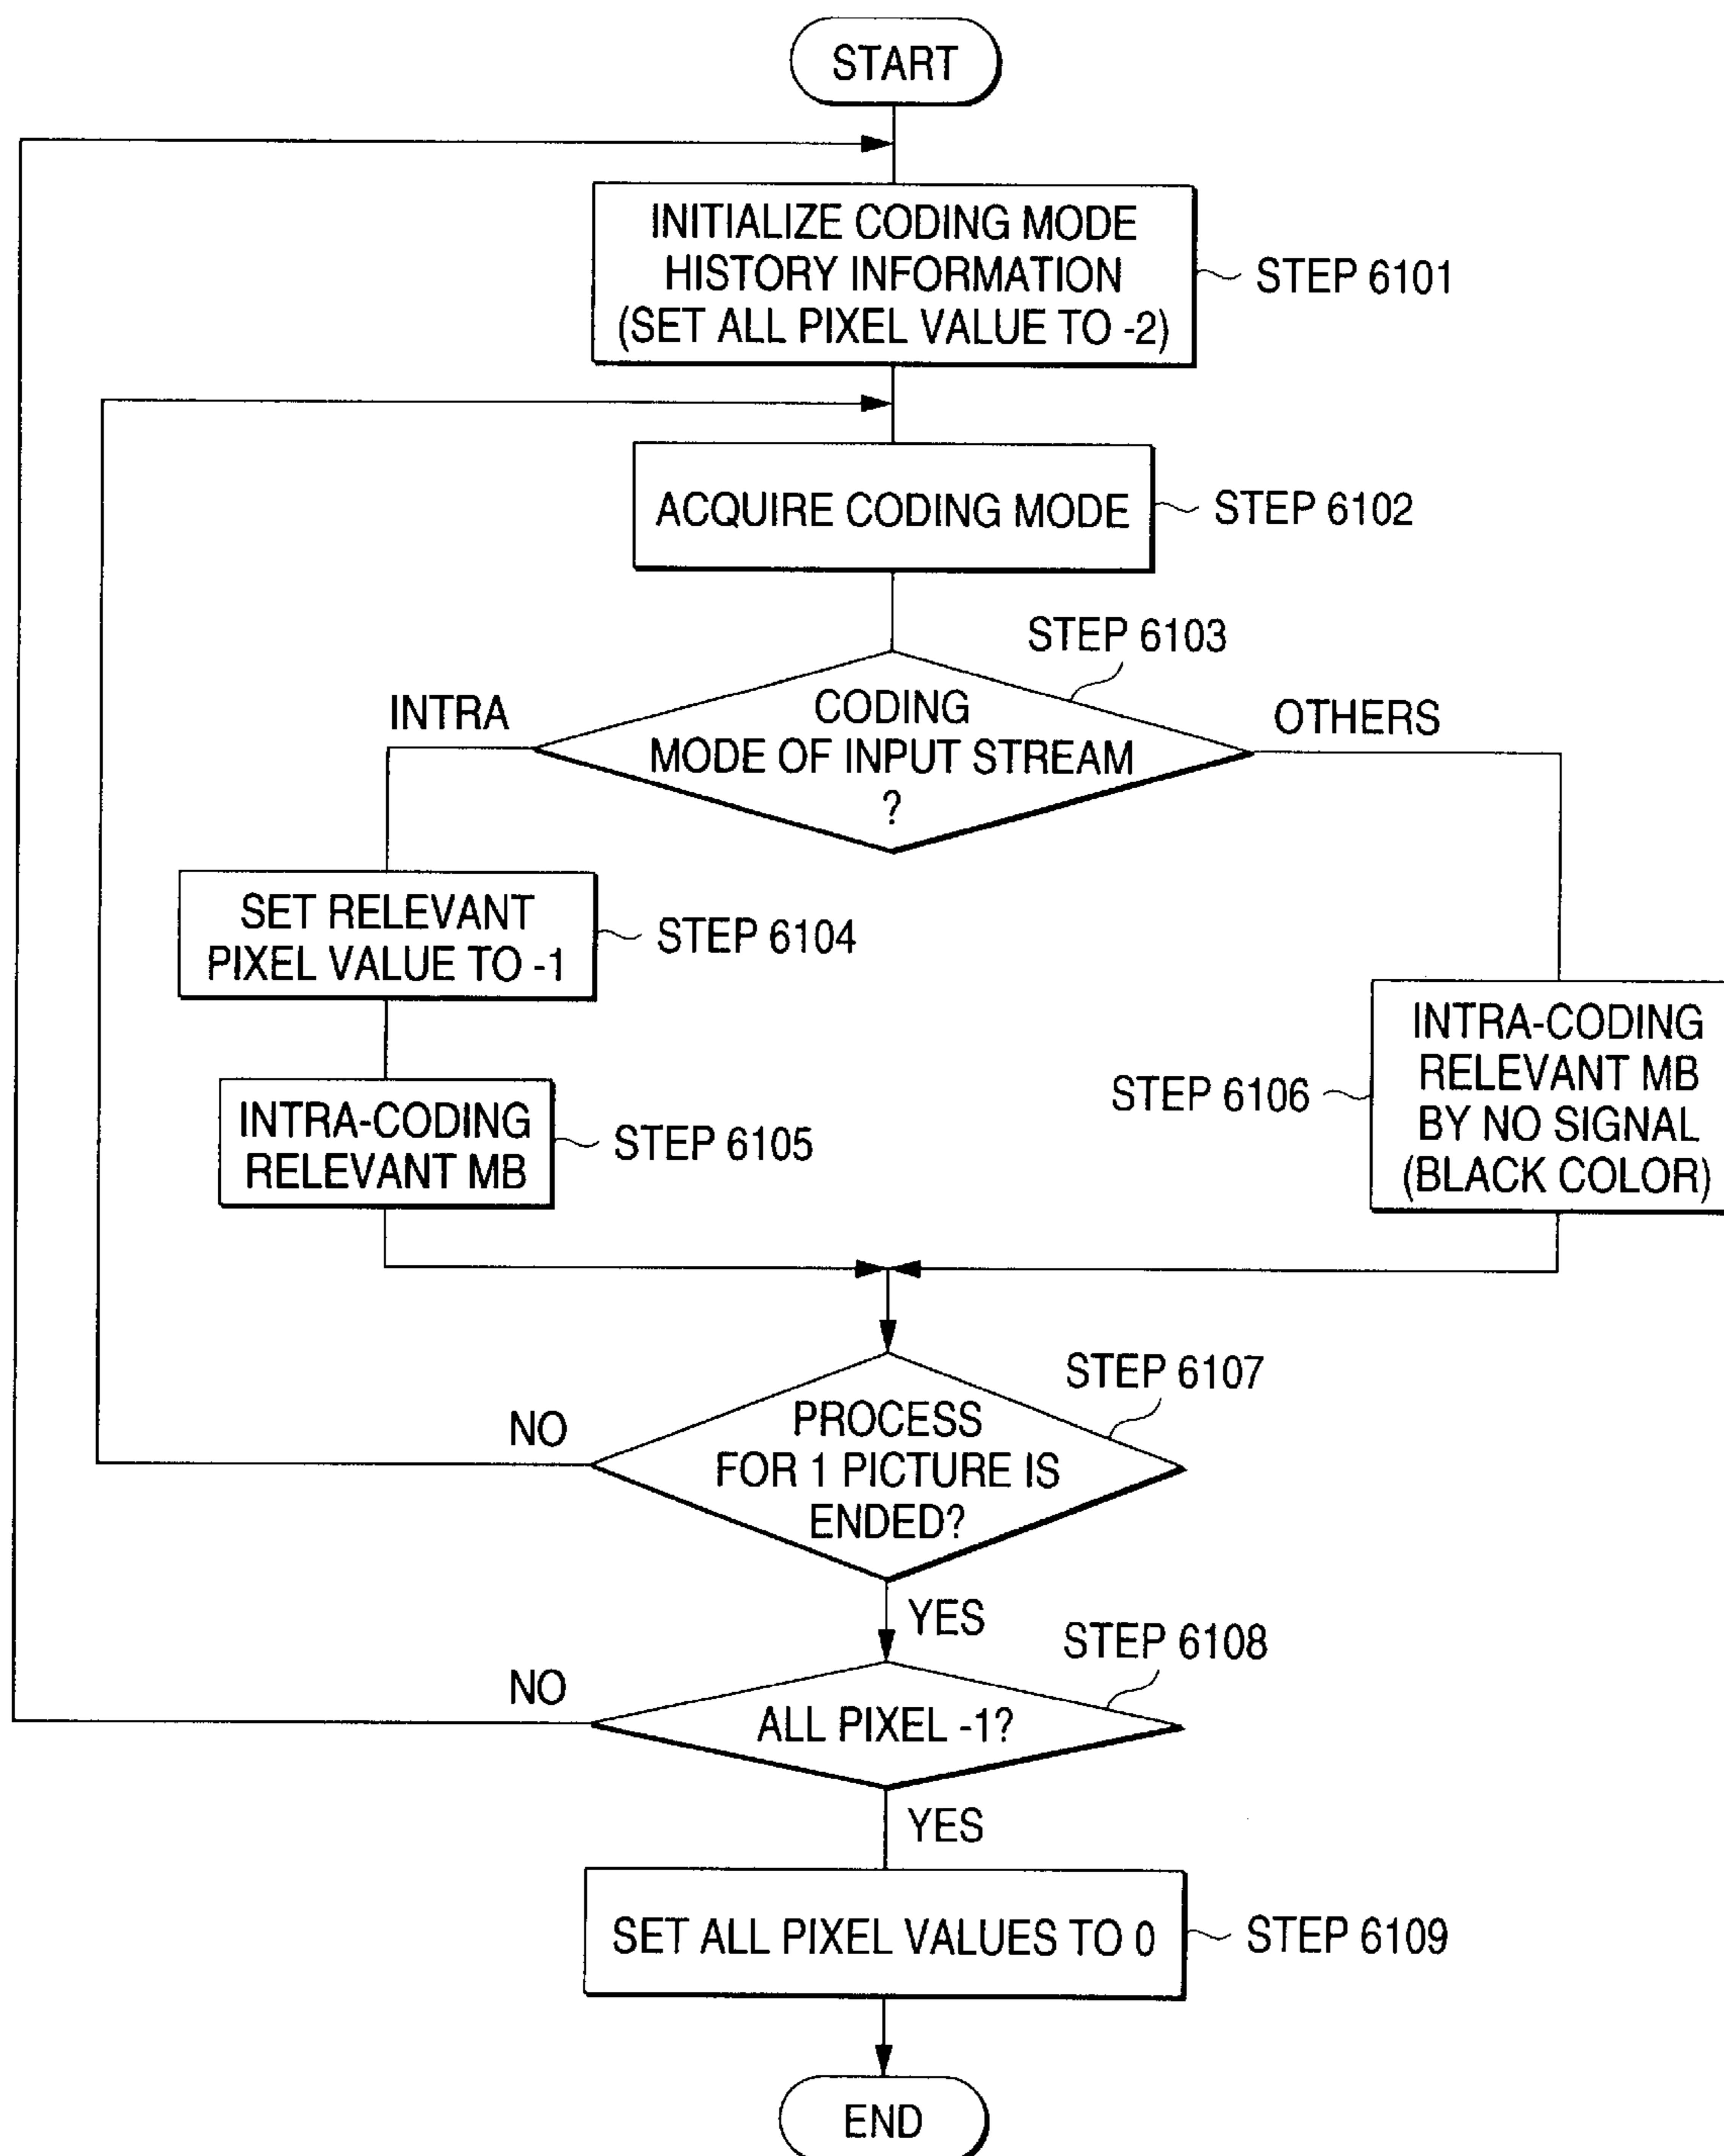 START
INITIALIZE CODING MODE
HISTORY INFORMATION
(SET ALL PIXEL VALUE TO -2)
STEP 6101
ACQUIRE CODING MODE
STEP 6102
STEP 6103
CODING
MODE OF INPUT STREAM
?
INTRA
OTHERS
SET RELEVANT
PIXEL VALUE TO -1
STEP 6104
INTRA-CODING
RELEVANT MB
STEP 6105
INTRA-CODING
RELEVANT MB
BY NO SIGNAL
(BLACK COLOR)
STEP 6106
STEP 6107
PROCESS
FOR 1 PICTURE IS
ENDED?
NO
YES
STEP 6108
ALL PIXEL -1?
NO
YES
SET ALL PIXEL VALUES TO 0
STEP 6109
END